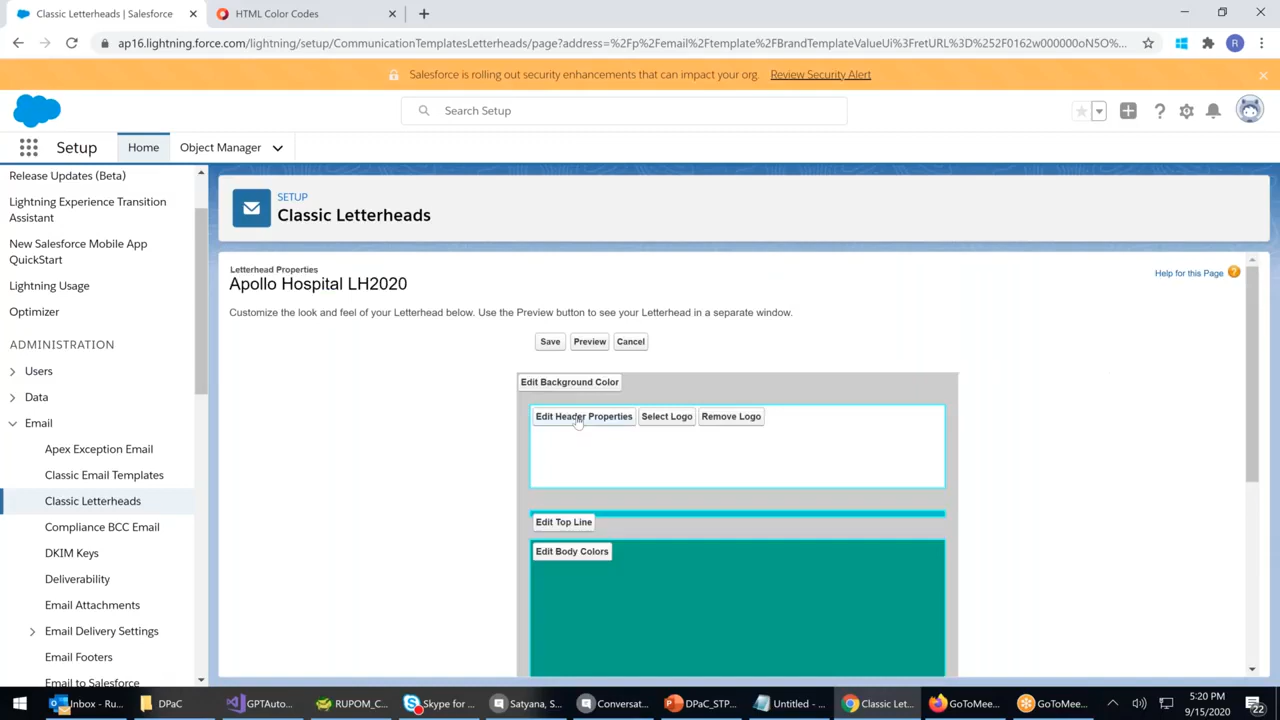 Classic Letterheads | Salesforce
HTML Color Codes
ap16.lightning.force.com/lightning/setup/CommunicationTemplatesLetterheads/page?address=%2Fp%2Femail%2Ftemplate%2FBrandTemplateValueUi%3FretURL%3D%252F0162w000000oN5O%...
R
Salesforce is rolling out security enhancements that can impact your org. Review Security Alert
Search Setup
Setup
Home
Object Manager
Release Updates (Beta)
Lightning Experience Transition
Assistant
New Salesforce Mobile App
QuickStart
Lightning Usage
Optimizer
ADMINISTRATION
Users
Data
Email
Apex Exception Email
Classic Email Templates
Classic Letterheads
Compliance BCC Email
DKIM Keys
Deliverability
Email Attachments
Email Delivery Settings
Email Footers
Email to Salesforce
SETUP
Classic Letterheads
Letterhead Properties
Apollo Hospital LH2020
Help for this Page ?
Customize the look and feel of your Letterhead below. Use the Preview button to see your Letterhead in a separate window.
Save Preview Cancel
Edit Background Color
Edit Header Properties Select Logo Remove Logo
Edit Top Line
Edit Body Colors
Inbox - Ru...
DPaC
GPTAuto...
RUPOM_C...
Skype for ...
Satyana, S...
Conversat...
DPaC_STP...
Untitled - ...
Classic Let...
GoToMee...
GoToMee...
5:20 PM
9/15/2020
22